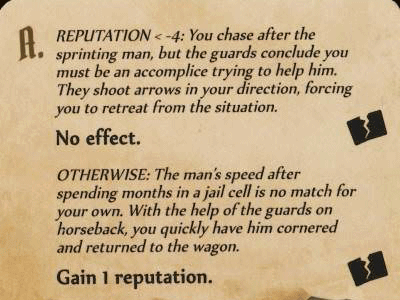 A. REPUTATION < -4: You chase after the
sprinting man, but the guards conclude you
must be an accomplice trying to help him.
They shoot arrows in your direction, forcing
you to retreat from the situation.
No effect.
OTHERWISE: The man's speed after
spending months in a jail cell is no match for
your own. With the help of the guards on
horseback, you quickly have him cornered
and returned to the wagon.
Gain 1 reputation.